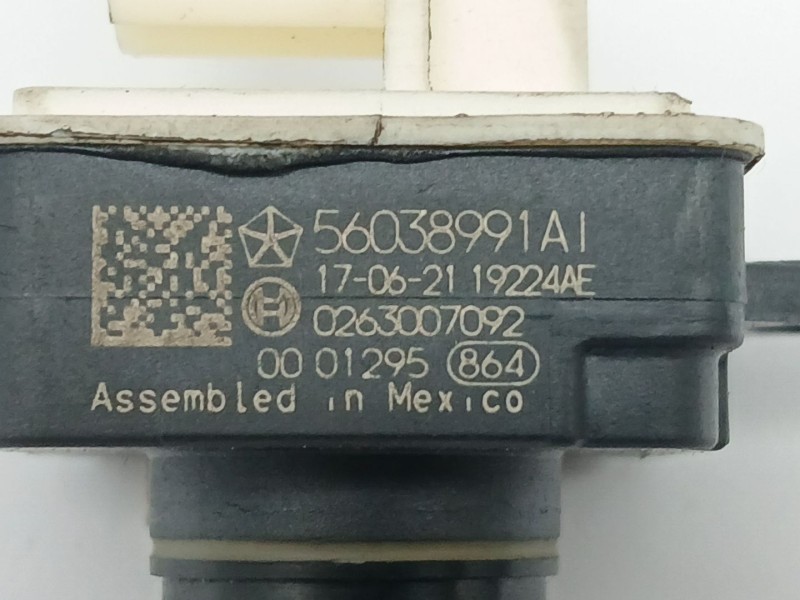 56038991AI
17-06-21 19224AE
0263007092
00 01295 864
Assembled in Mexico